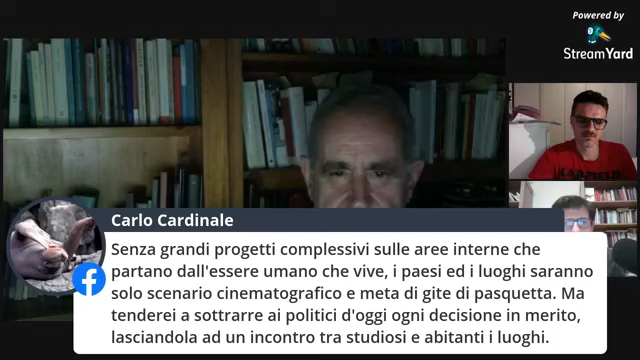 Powered by
StreamYard
Carlo Cardinale
Senza grandi progetti complessivi sulle aree interne che
partano dall'essere umano che vive, i paesi ed i luoghi saranno
solo scenario cinematografico e meta di gite di pasquetta. Ma
tenderei a sottrarre ai politici d'oggi ogni decisione in merito,
lasciandola ad un incontro tra studiosi e abitanti i luoghi.